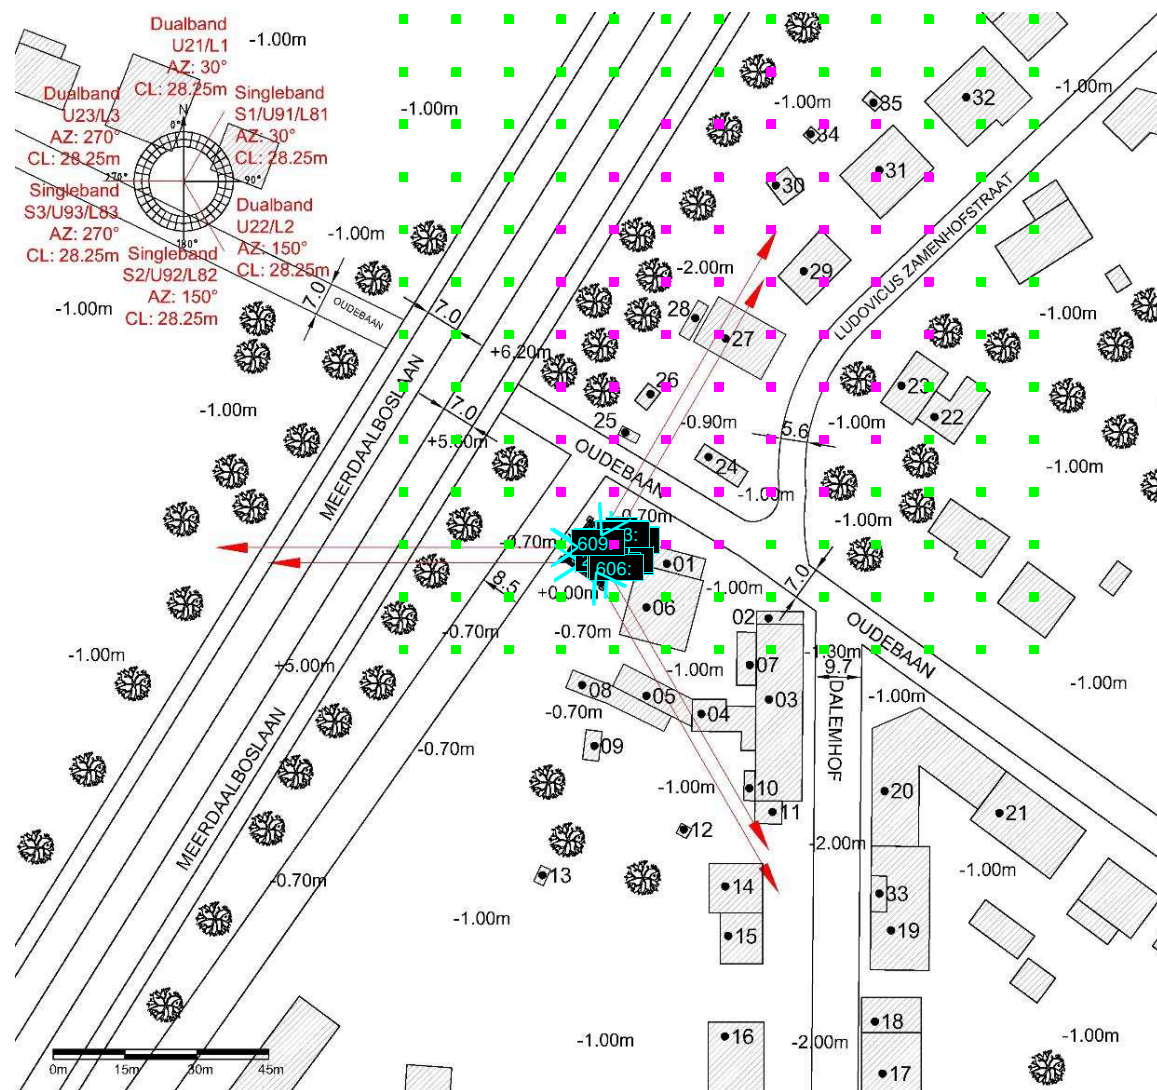 Dualband
U21/L1
AZ: 30°
CL: 28.25m
-1.00m
Dualband
U23/L3
AZ: 270°
CL: 28.25m
Singleband
S1/U91/L81
AZ: 30°
CL: 28.25m
N
0°
90°
180°
270°
Singleband
S3/U93/L83
AZ: 270°
CL: 28.25m
Dualband
U22/L2
AZ: 150°
CL: 28.25m
Singleband
S2/U92/L82
AZ: 150°
CL: 28.25m
-1.00m
-1.00m
-1.00m
-1.00m
-1.00m
35
32
34
31
30
29
-2.00m
28
27
26
25
24
LUDOVICUS ZAMENHOFSTRAAT
-1.00m
7.0
OUDEBAAN
7.0
+6.20m
MEERDAALBOSLAAN
7.0
-1.00m
+5.60m
-0.90m
5.6
-1.00m
23
22
-1.00m
OUDEBAAN
-1.00m
-0.70m
-0.70m
609
606:
01
06
-1.00m
-1.00m
7.0
8.5
+0.00m
-0.70m
-0.70m
02
-1.30m
9.7
OUDEBAAN
-1.00m
+5.00m
-1.00m
07
08
05
04
03
-0.70m
09
-1.00m
-1.00m
DALEMHOF
-0.70m
MEERDAALBOSLAAN
-1.00m
10
11
12
13
20
21
-2.00m
-0.70m
-1.00m
14
-1.00m
33
15
19
16
18
17
-1.00m
-2.00m
-1.00m
0m
15m
30m
45m